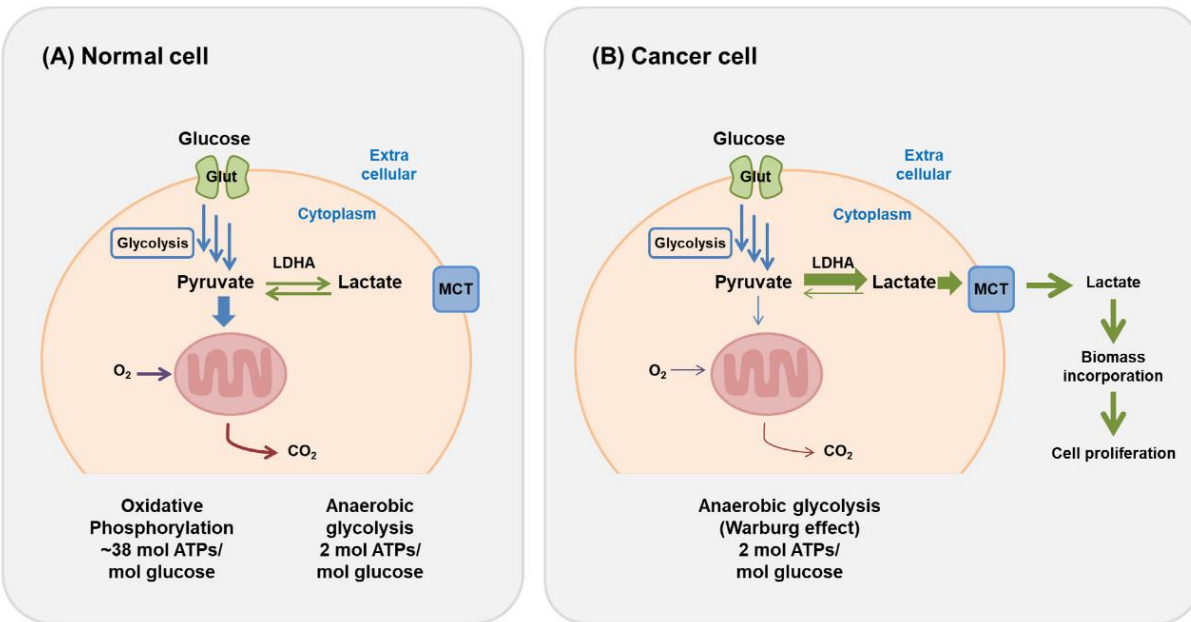 (A) Normal cell
Glucose
Glut
Extra
cellular
Cytoplasm
Glycolysis
LDHA
Pyruvate
Lactate
MCT
O₂
CO₂
Oxidative
Phosphorylation
~38 mol ATPs/
mol glucose
Anaerobic
glycolysis
2 mol ATPs/
mol glucose
(B) Cancer cell
Glucose
Glut
Extra
cellular
Cytoplasm
Glycolysis
LDHA
Pyruvate
Lactate
MCT
Lactate
Biomass
incorporation
Cell proliferation
O₂
CO₂
Anaerobic glycolysis
(Warburg effect)
2 mol ATPs/
mol glucose